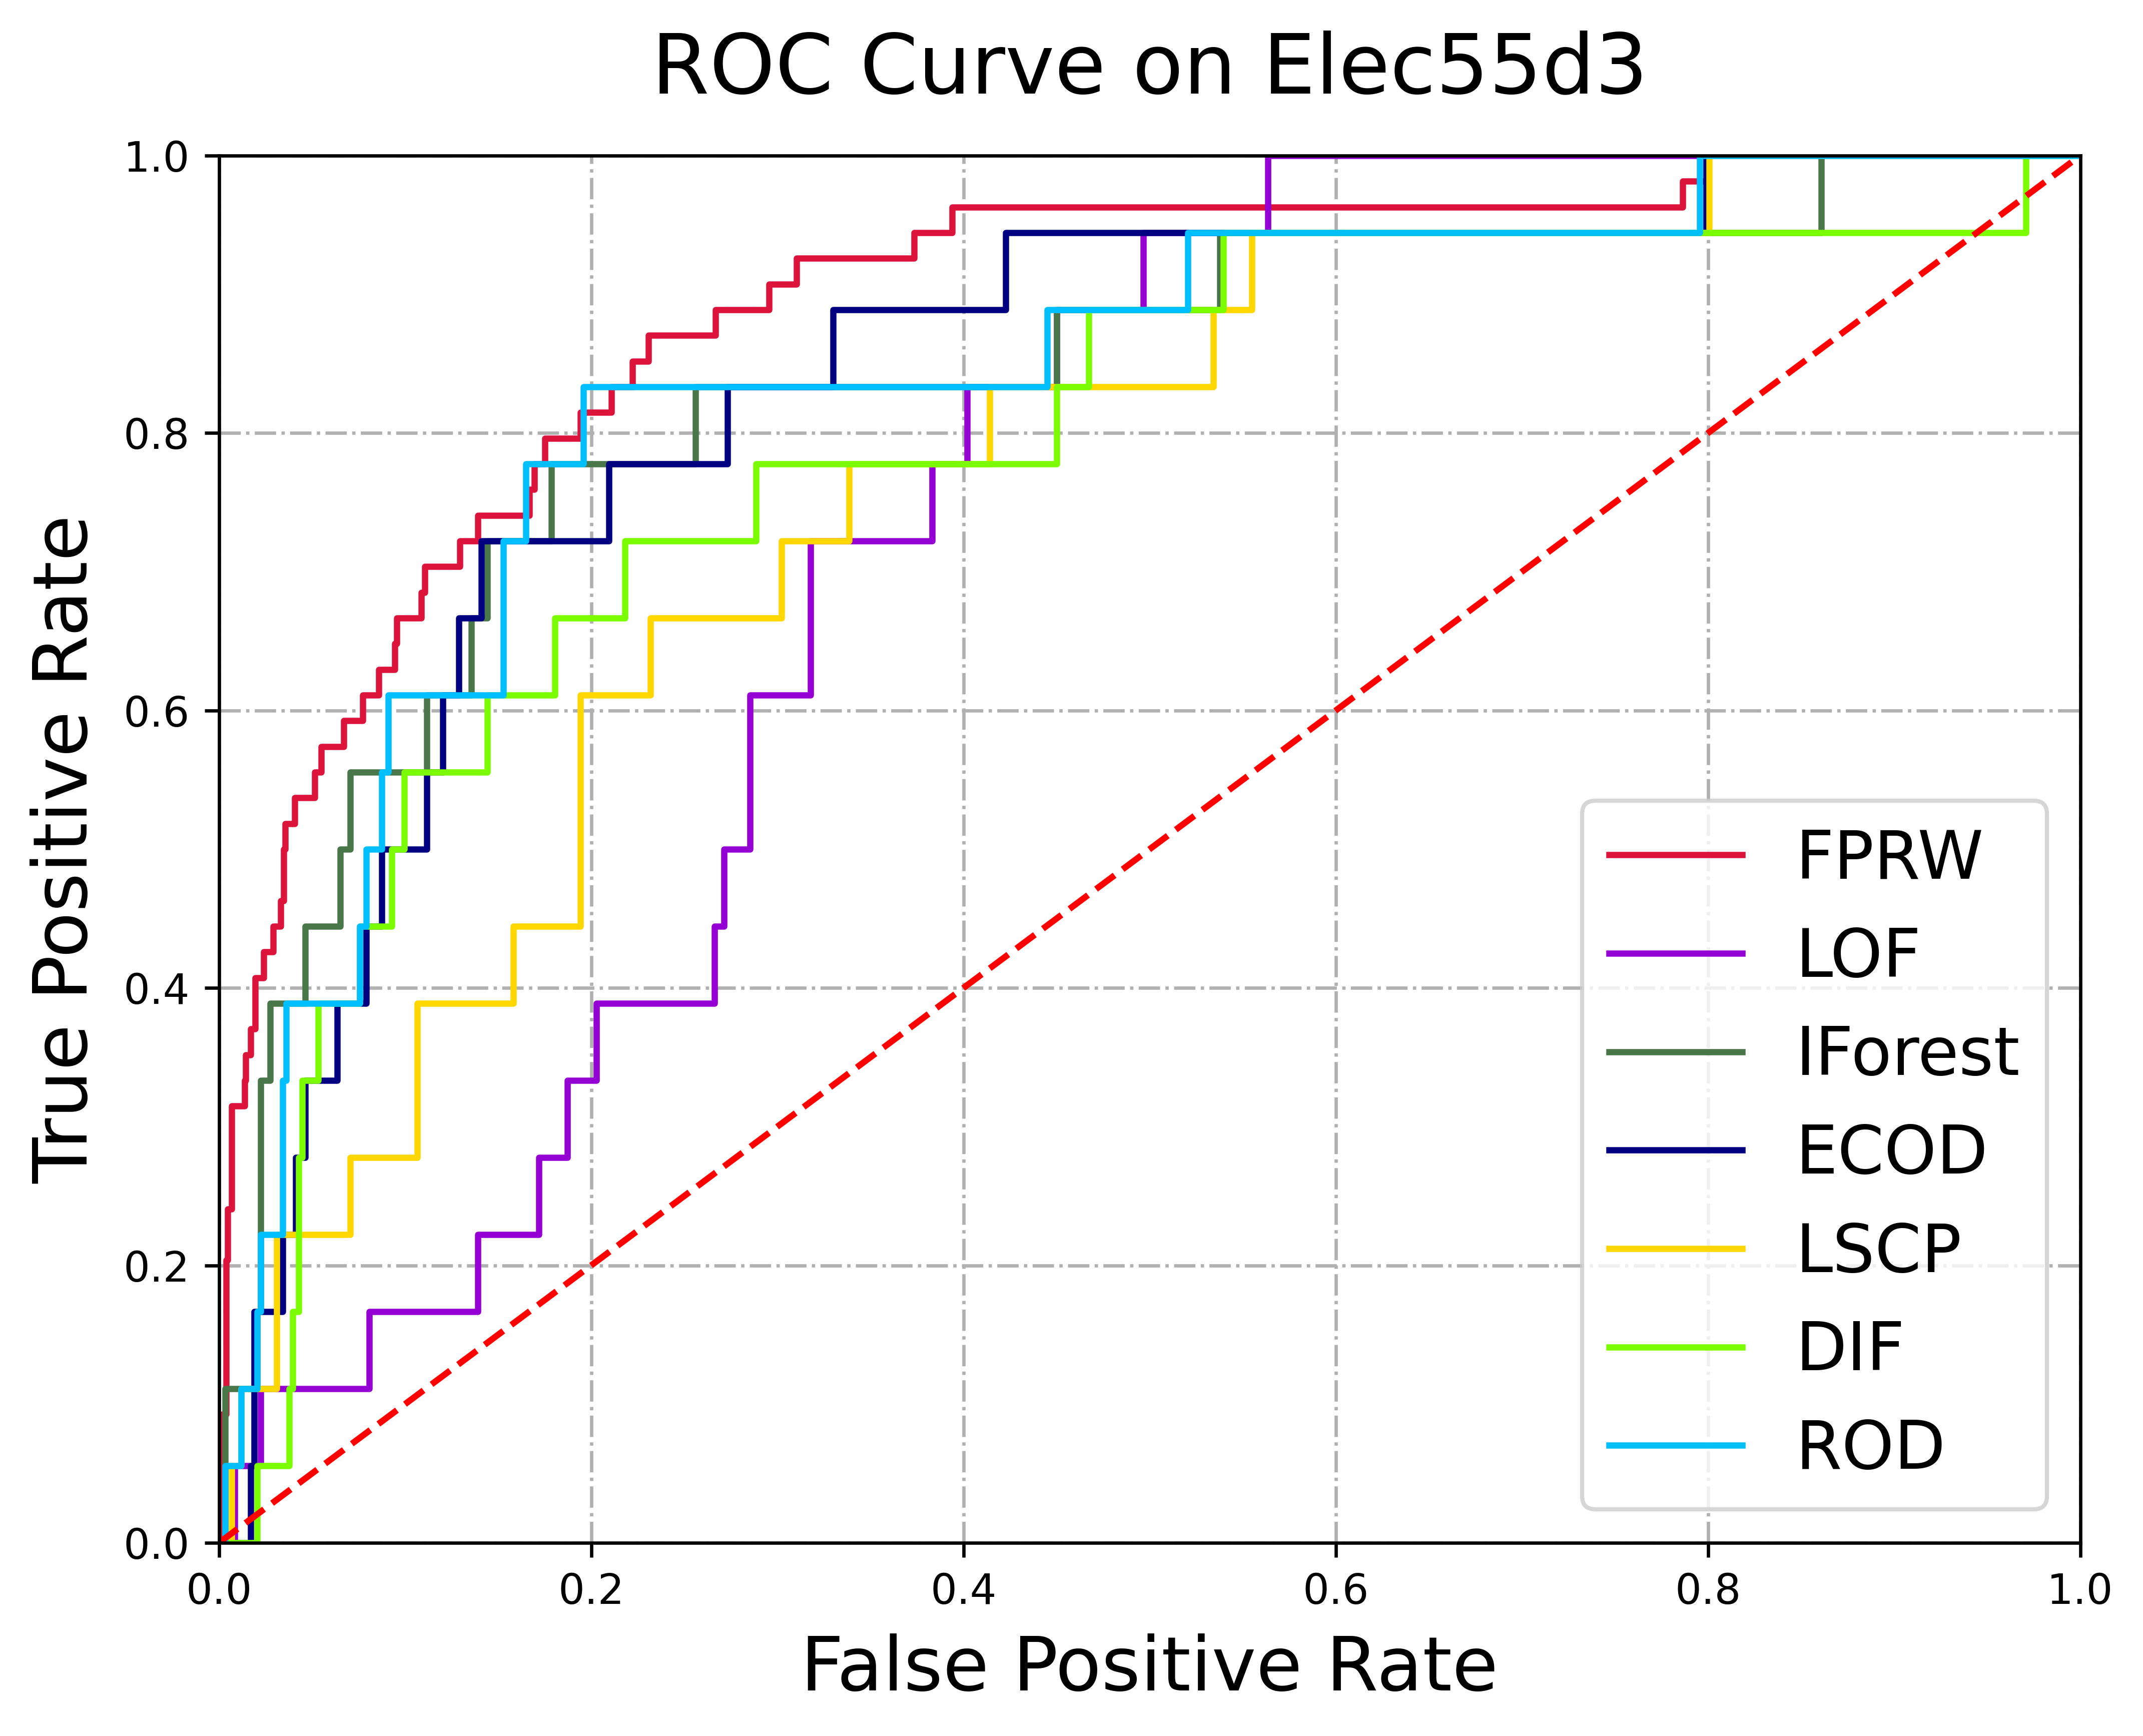 ROC Curve on Elec55d3
1.0
0.8
0.6
0.4
0.2
0.0
True Positive Rate
FPRW
LOF
IForest
ECOD
LSCP
DIF
ROD
0.0 0.2 0.4 0.6 0.8 1.0
False Positive Rate